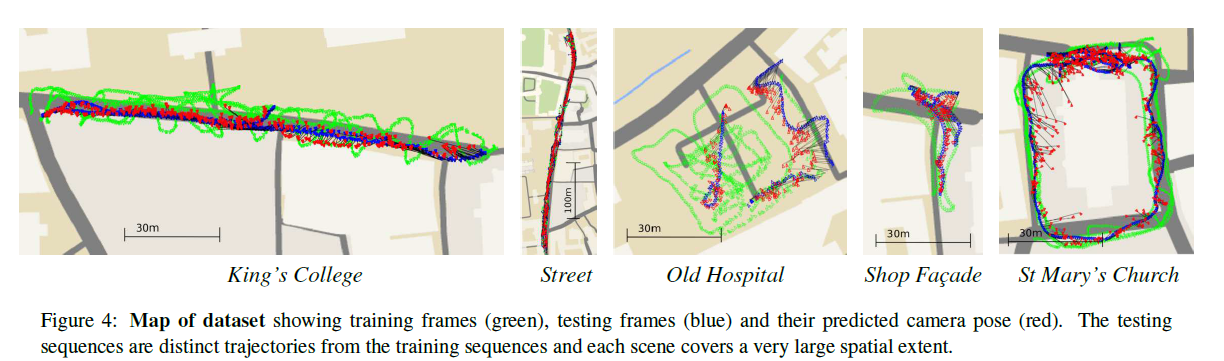 30m
100m
30m
30m
30m
King's College
Street
Old Hospital
Shop Façade
St Mary's Church
Figure 4: Map of dataset showing training frames (green), testing frames (blue) and their predicted camera pose (red). The testing
sequences are distinct trajectories from the training sequences and each scene covers a very large spatial extent.